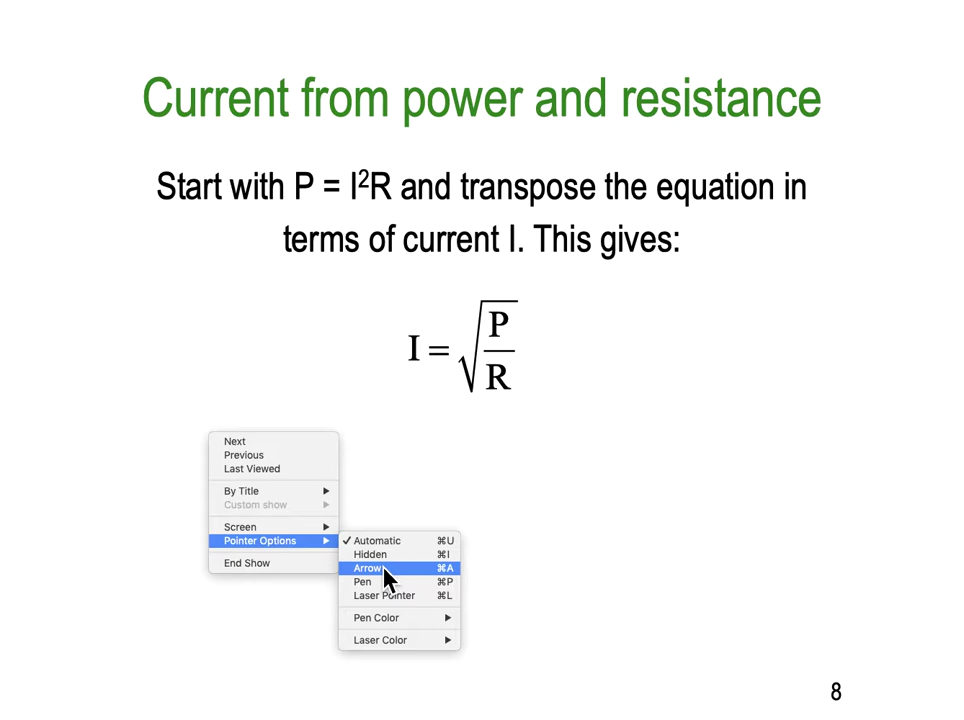 Current from power and resistance
Start with P = I²R and transpose the equation in
terms of current I. This gives:
I = √(P/R)
Next
Previous
Last Viewed
By Title ▶
Custom show ▶
Screen ▶
Pointer Options ▶
End Show
✓ Automatic ⌘U
Hidden ⌘I
Arrow ⌘A
Pen ⌘P
Laser Pointer ⌘L
Pen Color ▶
Laser Color ▶
8